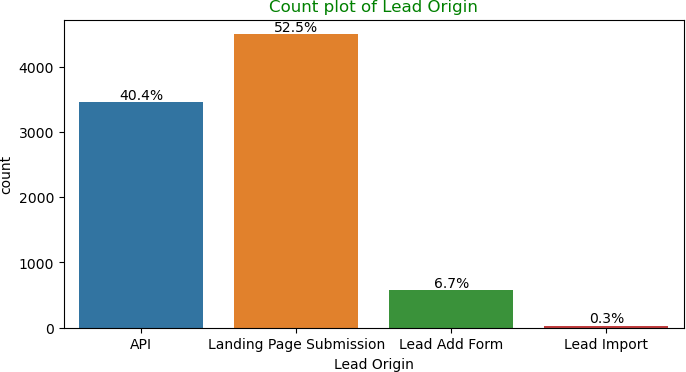 Count plot of Lead Origin
52.5%
40.4%
6.7%
0.3%
4000
3000
2000
1000
0
count
API
Landing Page Submission
Lead Add Form
Lead Import
Lead Origin